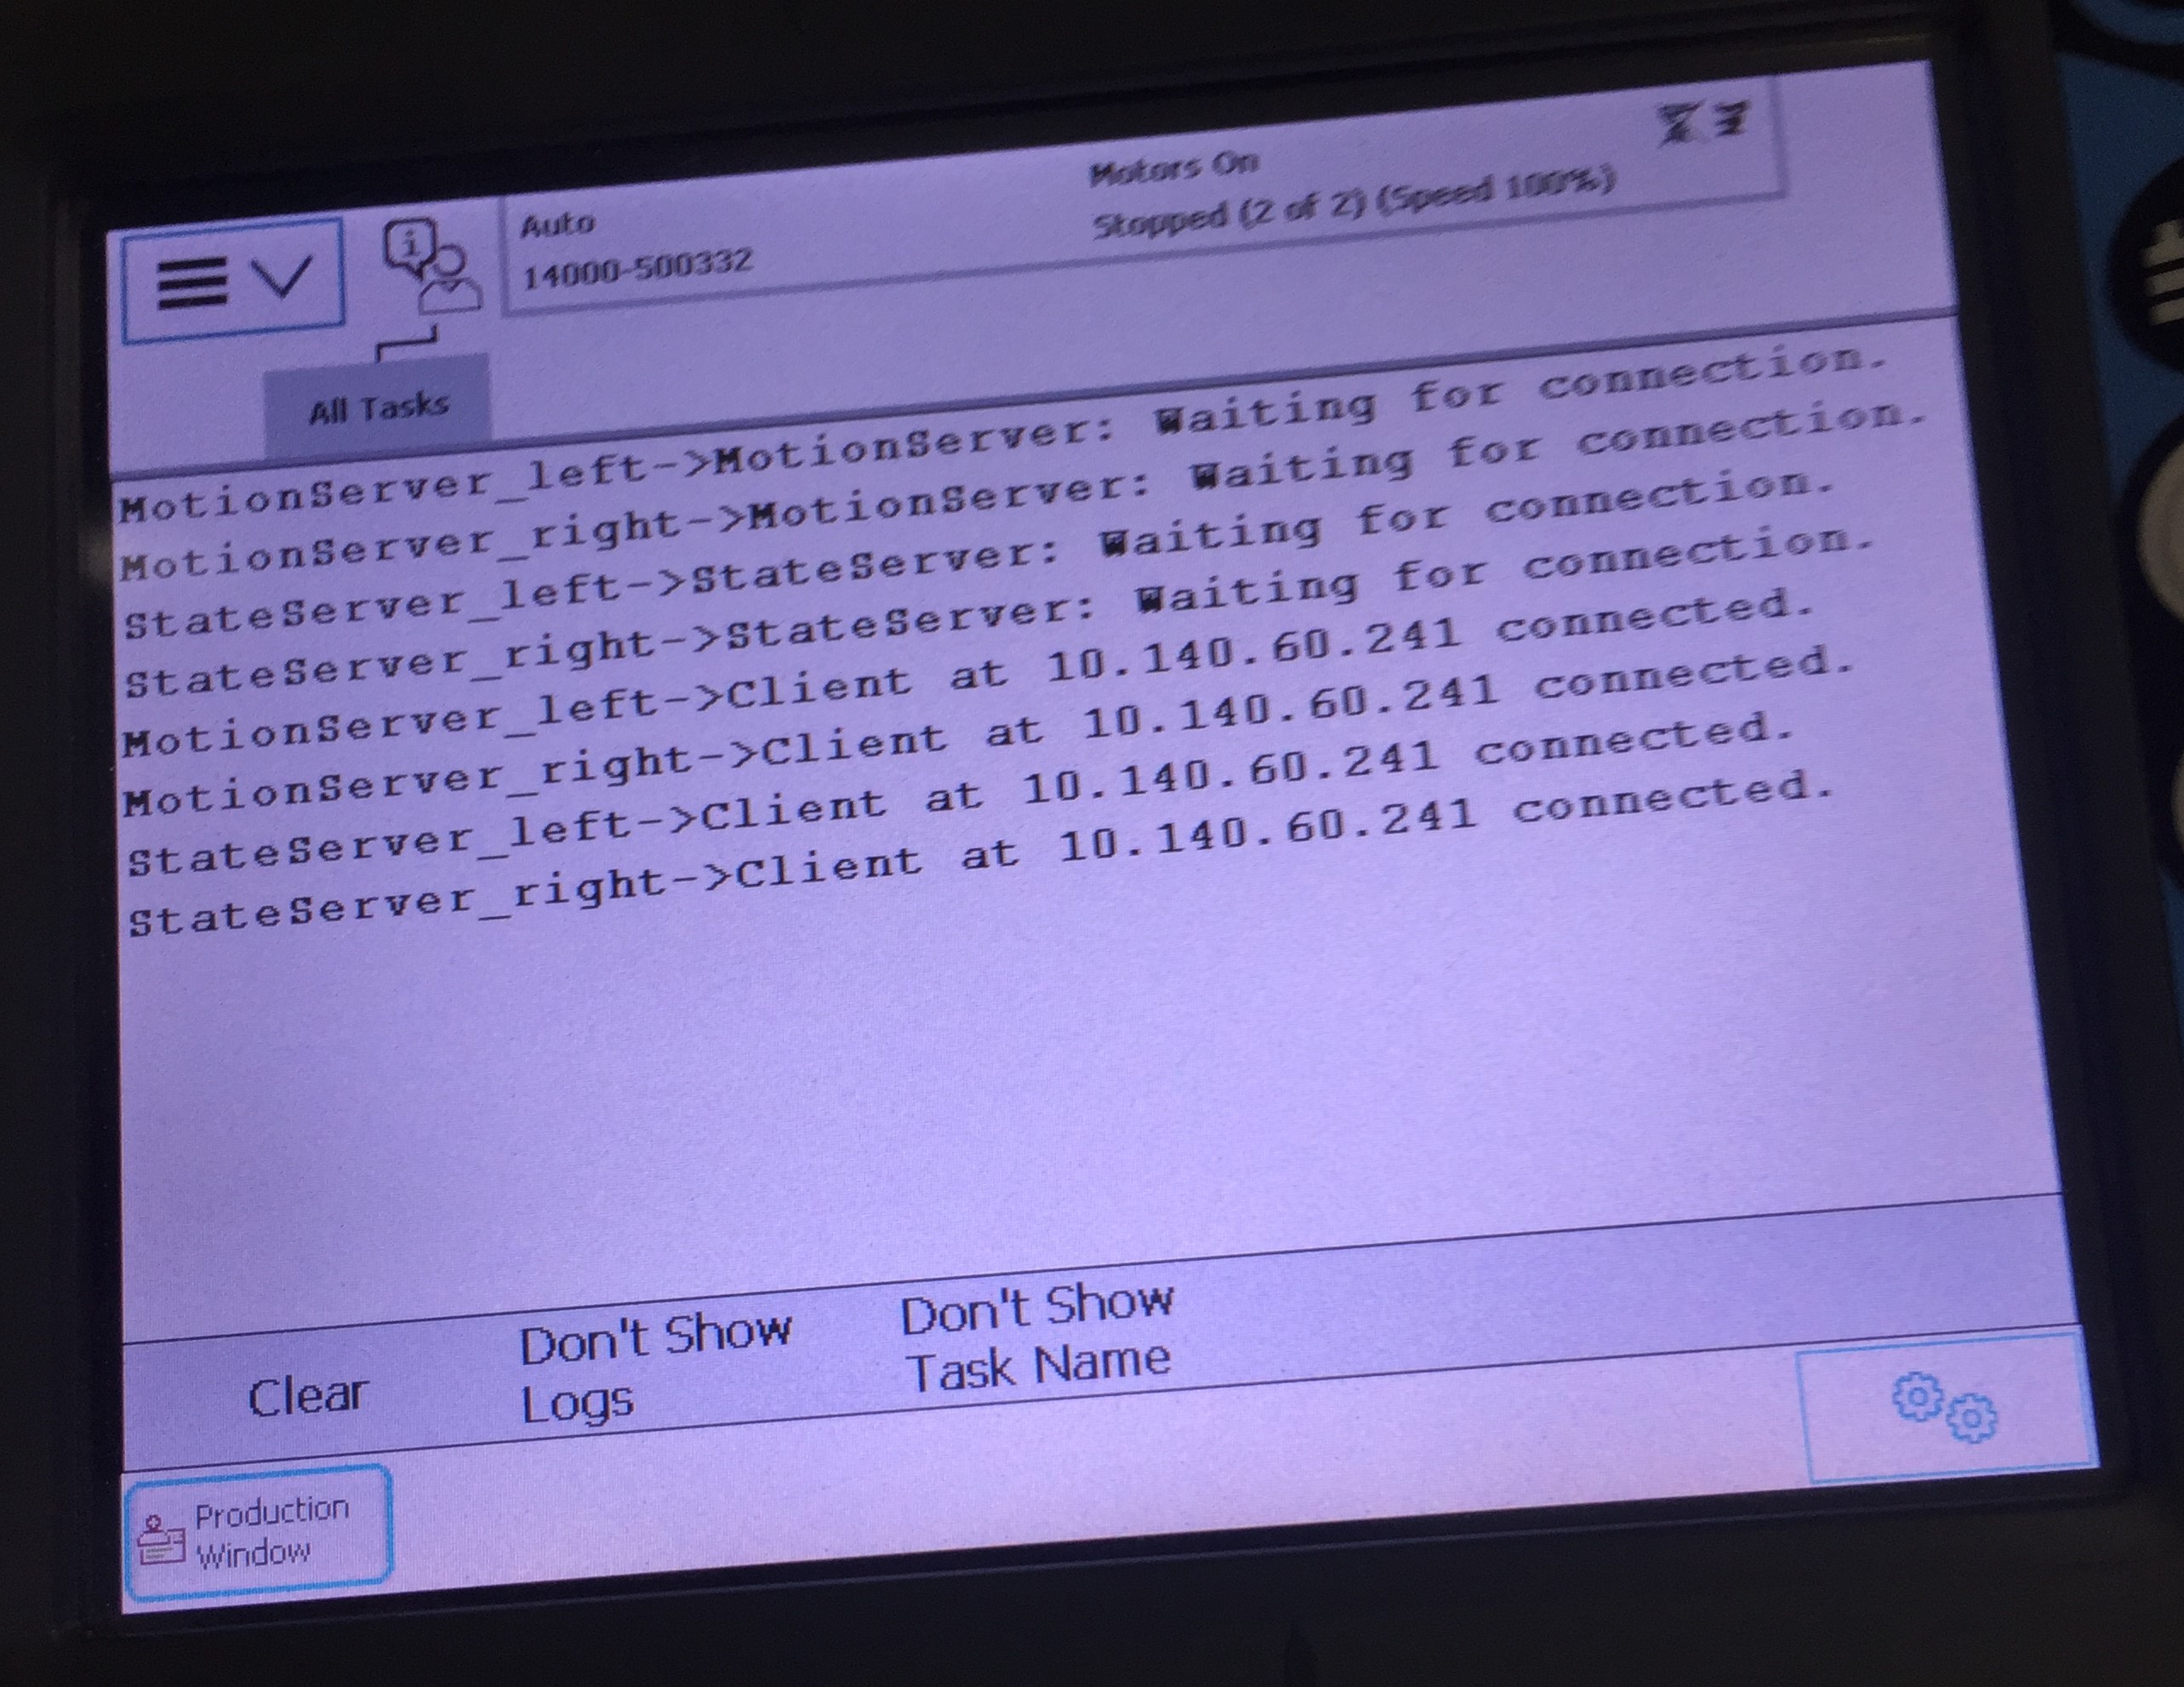 Auto
14000-500332
Motors On
Stopped (2 of 2) (Speed 100%)
All Tasks
MotionServer_left->MotionServer: Waiting for connection.
MotionServer_right->MotionServer: Waiting for connection.
StateServer_left->StateServer: Waiting for connection.
StateServer_right->StateServer: Waiting for connection.
MotionServer_left->Client at 10.140.60.241 connected.
MotionServer_right->Client at 10.140.60.241 connected.
StateServer_left->Client at 10.140.60.241 connected.
StateServer_right->Client at 10.140.60.241 connected.
Clear
Don't Show
Logs
Don't Show
Task Name
Production
Window